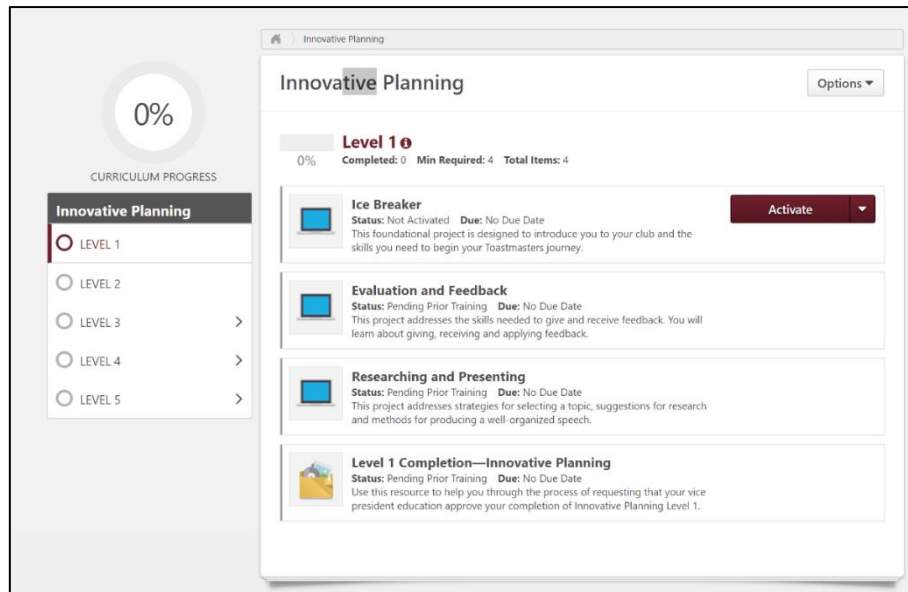 Innovative Planning
Innovative Planning
Options
0%
CURRICULUM PROGRESS
Innovative Planning
LEVEL 1
LEVEL 2
LEVEL 3
LEVEL 4
LEVEL 5
Level 1
0%
Completed: 0 Min Required: 4 Total Items: 4
Ice Breaker
Status: Not Activated Due: No Due Date
This foundational project is designed to introduce you to your club and the
skills you need to begin your Toastmasters journey.
Activate
Evaluation and Feedback
Status: Pending Prior Training Due: No Due Date
This project addresses the skills needed to give and receive feedback. You will
learn about giving, receiving and applying feedback.
Researching and Presenting
Status: Pending Prior Training Due: No Due Date
This project addresses strategies for selecting a topic, suggestions for research
and methods for producing a well-organized speech.
Level 1 Completion—Innovative Planning
Status: Pending Prior Training Due: No Due Date
Use this resource to help you through the process of requesting that your vice
president education approve your completion of Innovative Planning Level 1.